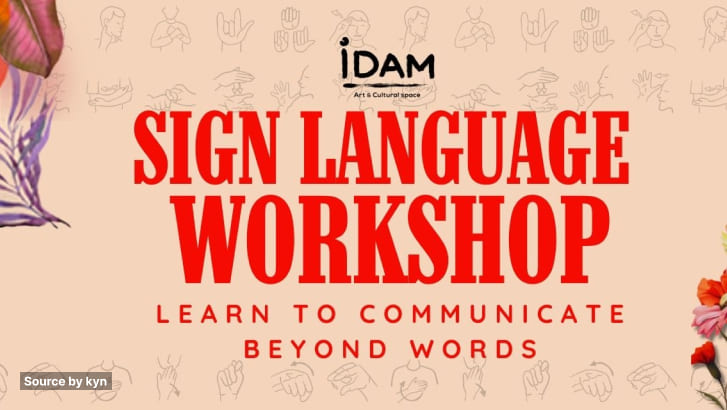 iDAM
Art & Cultural space
SIGN LANGUAGE
WORKSHOP
LEARN TO COMMUNICATE
BEYOND WORDS
Source by kyn